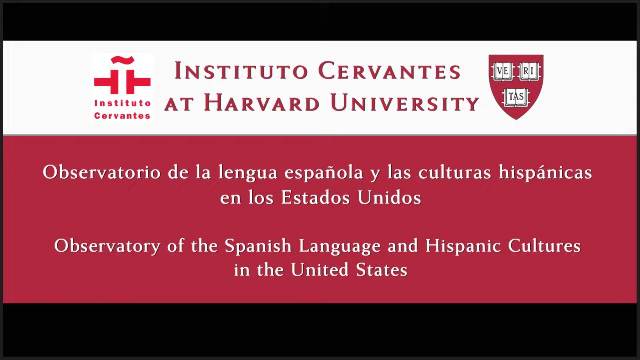 Instituto
Cervantes
INSTITUTO CERVANTES
AT HARVARD UNIVERSITY
VE RI
TAS
Observatorio de la lengua española y las culturas hispánicas
en los Estados Unidos
Observatory of the Spanish Language and Hispanic Cultures
in the United States